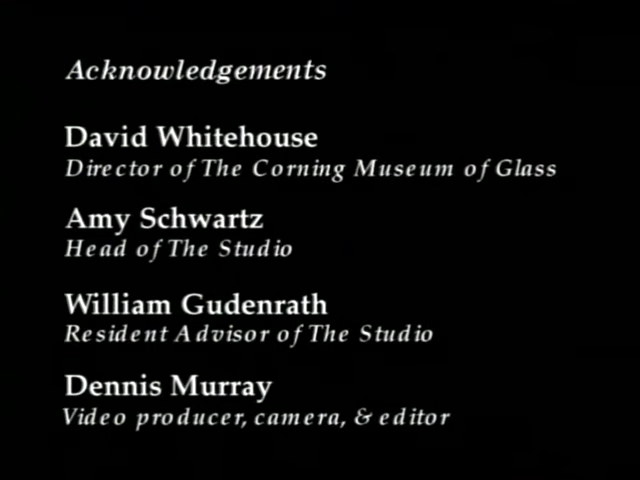 Acknowledgements
David Whitehouse
Director of The Corning Museum of Glass
Amy Schwartz
Head of The Studio
William Gudenrath
Resident Advisor of The Studio
Dennis Murray
Video producer, camera, & editor